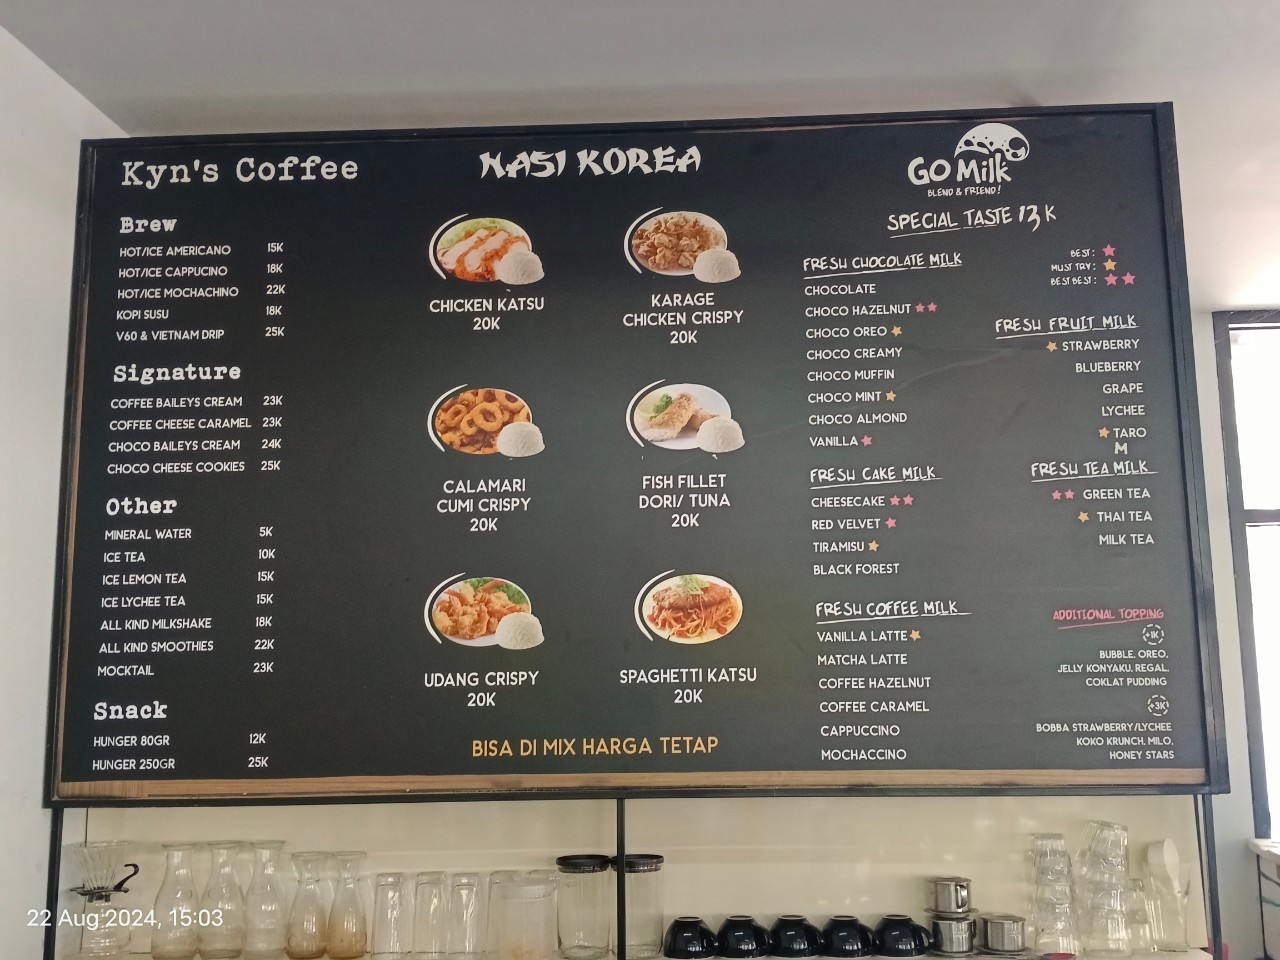 Kyn's Coffee
Brew
HOT/ICE AMERICANO 15K
HOT/ICE CAPPUCINO 18K
HOT/ICE MOCHACHINO 22K
KOPI SUSU 18K
V60 & VIETNAM DRIP 25K
Signature
COFFEE BAILEYS CREAM 23K
COFFEE CHEESE CARAMEL 23K
CHOCO BAILEYS CREAM 24K
CHOCO CHEESE COOKIES 25K
Other
MINERAL WATER 5K
ICE TEA 10K
ICE LEMON TEA 15K
ICE LYCHEE TEA 15K
ALL KIND MILKSHAKE 18K
ALL KIND SMOOTHIES 22K
MOCKTAIL 23K
Snack
HUNGER 80GR 12K
HUNGER 250GR 25K
NASI KOREA
CHICKEN KATSU
20K
KARAGE
CHICKEN CRISPY
20K
CALAMARI
CUMI CRISPY
20K
FISH FILLET
DORI/ TUNA
20K
UDANG CRISPY
20K
SPAGHETTI KATSU
20K
BISA DI MIX HARGA TETAP
GO Milk
BLEND & FRIEND!
SPECIAL TASTE 13K
FRESH CHOCOLATE MILK
CHOCOLATE
CHOCO HAZELNUT
CHOCO OREO
CHOCO CREAMY
CHOCO MUFFIN
CHOCO MINT
CHOCO ALMOND
VANILLA
FRESH CAKE MILK
CHEESECAKE
RED VELVET
TIRAMISU
BLACK FOREST
FRESH COFFEE MILK
VANILLA LATTE
MATCHA LATTE
COFFEE HAZELNUT
COFFEE CARAMEL
CAPPUCCINO
MOCHACCINO
BEST:
MUST TRY:
BEST BEST:
FRESH FRUIT MILK
STRAWBERRY
BLUEBERRY
GRAPE
LYCHEE
TARO
M
FRESH TEA MILK
GREEN TEA
THAI TEA
MILK TEA
ADDITIONAL TOPPING
+1K
BUBBLE, OREO,
JELLY KONYAKU, REGAL,
COKLAT PUDDING
+3K
BOBBA STRAWBERRY/LYCHEE
KOKO KRUNCH, MILO,
HONEY STARS
22 Aug 2024, 15:03